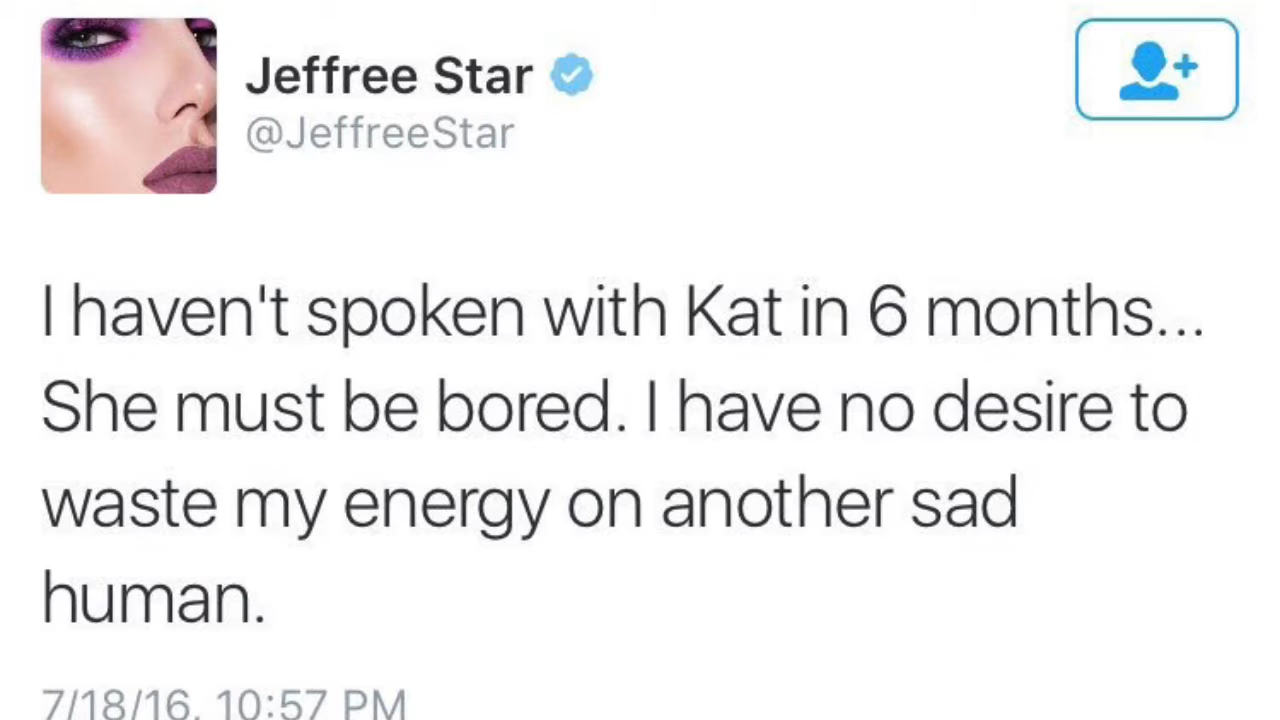 Jeffree Star
@JeffreeStar
I haven't spoken with Kat in 6 months...
She must be bored. I have no desire to
waste my energy on another sad
human.
7/18/16, 10:57 PM